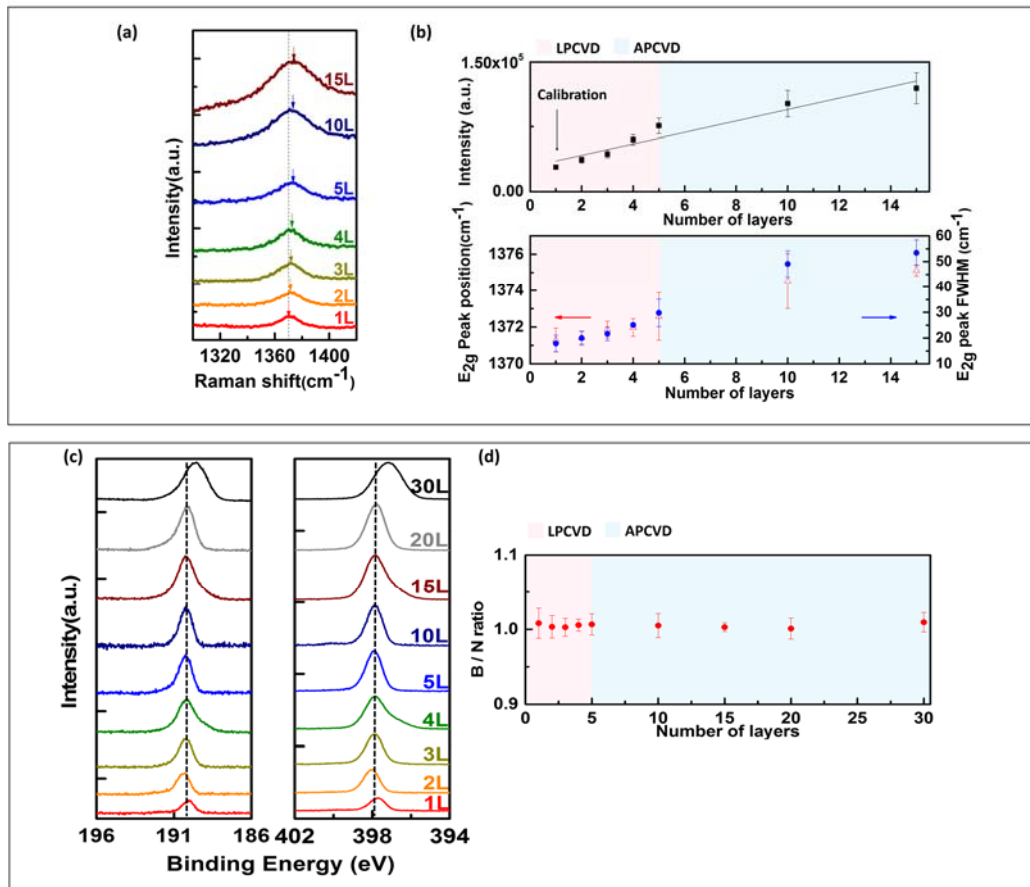 (a)
15L
10L
5L
4L
3L
2L
1L
1300 1360 1400
Raman shift(cm-1)
Intensity(a.u.)
(b)
LPCVD APCVD
1.50x10^5
0.00
Intensity (a.u.)
Calibration
0 2 4 6 8 10 12 14
Number of layers
1376
1374
1372
1370
E2g Peak position(cm-1)
60
50
40
30
20
10
E2g peak FWHM (cm-1)
0 2 4 6 8 10 12 14
Number of layers
(c)
30L
20L
15L
10L
5L
4L
3L
2L
1L
Intensity(a.u.)
196 190 186
402 398 394
Binding Energy (eV)
(d)
LPCVD APCVD
1.1
1.0
0.9
B / N ratio
0 5 10 15 20 25 30
Number of layers